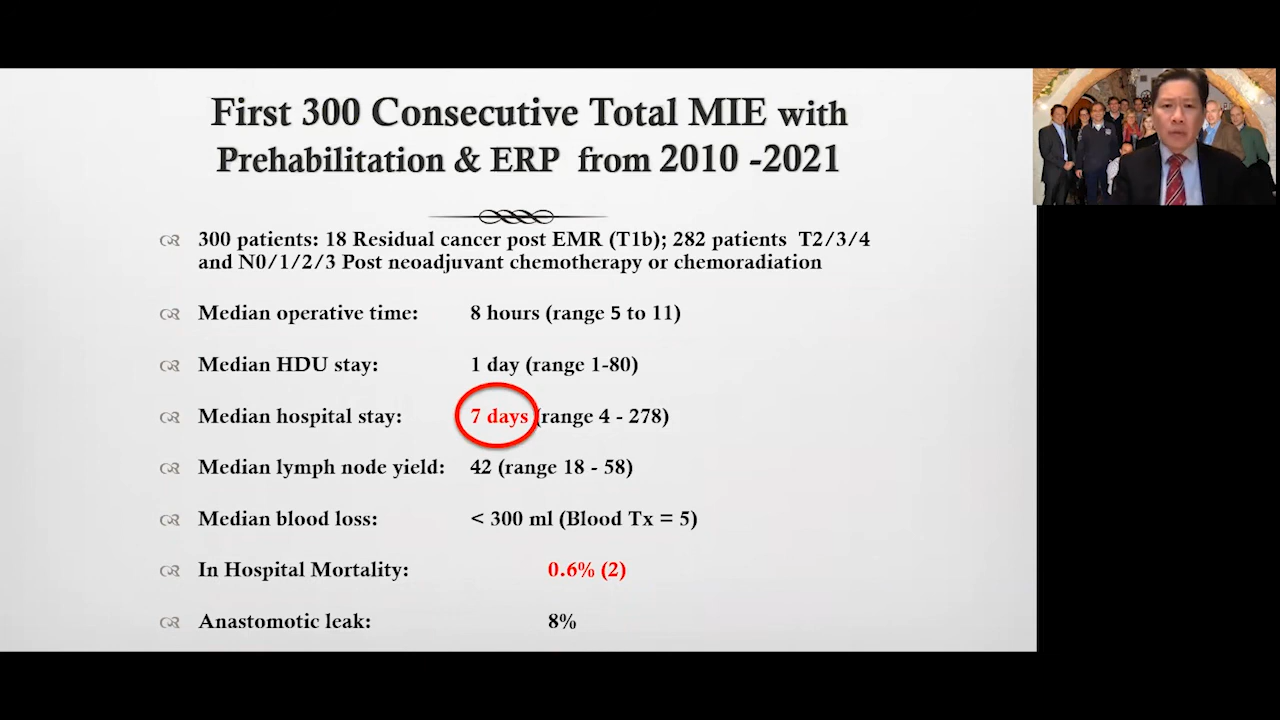 First 300 Consecutive Total MIE with
Prehabilitation & ERP from 2010 -2021
300 patients: 18 Residual cancer post EMR (T1b); 282 patients T2/3/4
and N0/1/2/3 Post neoadjuvant chemotherapy or chemoradiation
Median operative time: 8 hours (range 5 to 11)
Median HDU stay: 1 day (range 1-80)
Median hospital stay: 7 days (range 4 - 278)
Median lymph node yield: 42 (range 18 - 58)
Median blood loss: < 300 ml (Blood Tx = 5)
In Hospital Mortality: 0.6% (2)
Anastomotic leak: 8%